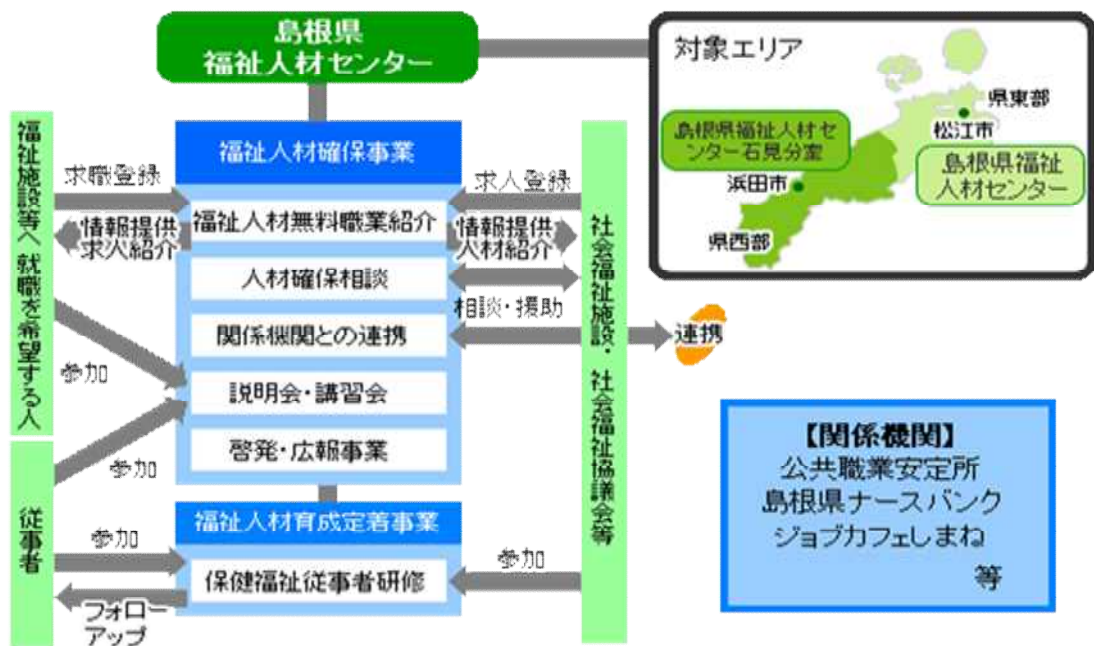 島根県
福祉人材センター
対象エリア
県東部
松江市
島根県福祉人材セ
ンター石見分室
島根県福祉
人材センター
浜田市
県西部
福祉施設等へ就職を希望する人
福祉人材確保事業
求職登録
求人登録
福祉人材無料職業紹介
情報提供
求人紹介
情報提供
人材紹介
人材確保相談
相談・援助
関係機関との連携
連携
参加
説明会・講習会
参加
啓発・広報事業
社会福祉施設・社会福祉協議会等
従事者
福祉人材育成定着事業
参加
参加
保健福祉従事者研修
フォロー
アップ
【関係機関】
公共職業安定所
島根県ナースバンク
ジョブカフェしまね
等